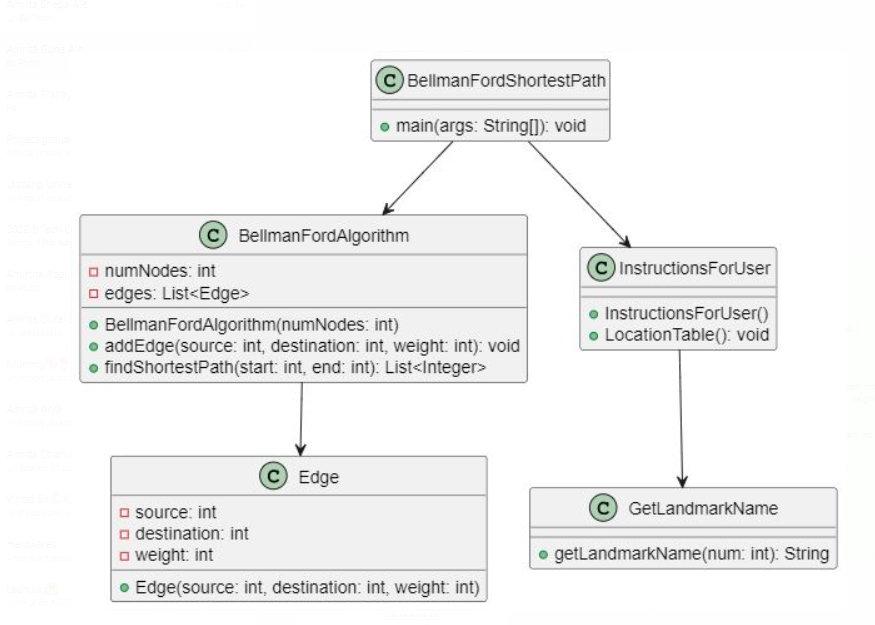 C BellmanFordShortestPath
main(args: String[]): void
C BellmanFordAlgorithm
numNodes: int
edges: List<Edge>
BellmanFordAlgorithm(numNodes: int)
addEdge(source: int, destination: int, weight: int): void
findShortestPath(start: int, end: int): List<Integer>
C InstructionsForUser
InstructionsForUser()
LocationTable(): void
C Edge
source: int
destination: int
weight: int
Edge(source: int, destination: int, weight: int)
C GetLandmarkName
getLandmarkName(num: int): String